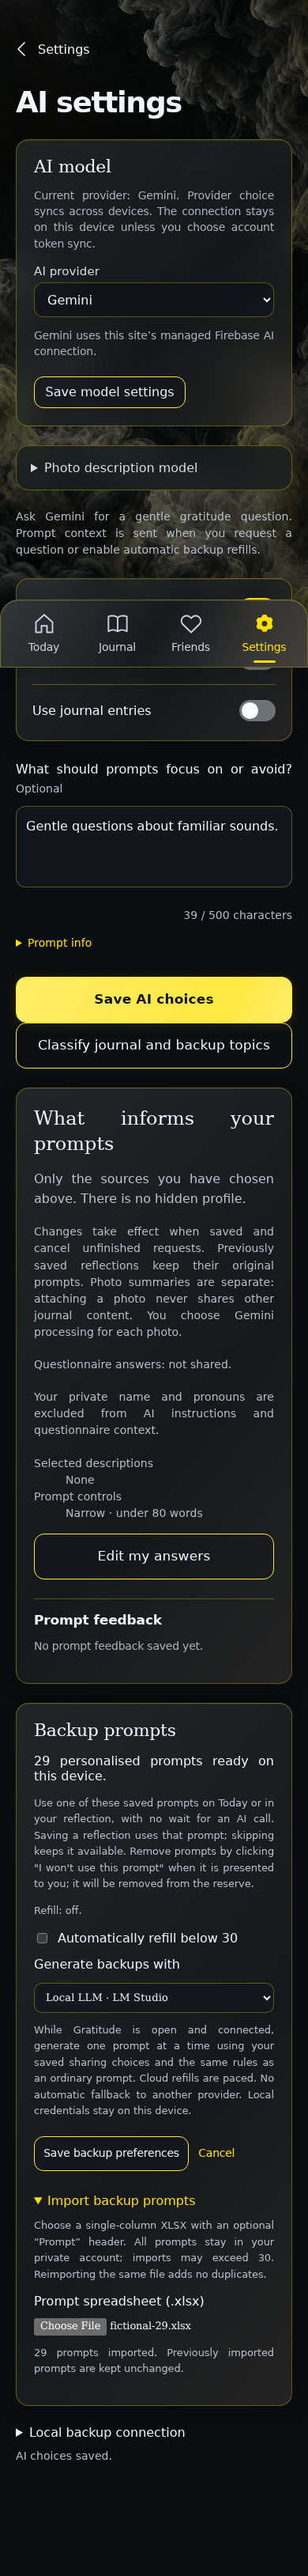 Settings
AI settings
AI model
Current provider: Gemini. Provider choice
syncs across devices. The connection stays
on this device unless you choose account
token sync.
AI provider
Gemini
Gemini uses this site's managed Firebase AI
connection.
Save model settings
Photo description model
Ask Gemini for a gentle gratitude question.
Prompt context is sent when you request a
question or enable automatic backup refills.
Today
Journal
Friends
Settings
Use journal entries
What should prompts focus on or avoid?
Optional
Gentle questions about familiar sounds.
39 / 500 characters
Prompt info
Save AI choices
Classify journal and backup topics
What informs your
prompts
Only the sources you have chosen
above. There is no hidden profile.
Changes take effect when saved and
cancel unfinished requests. Previously
saved reflections keep their original
prompts. Photo summaries are separate:
attaching a photo never shares other
journal content. You choose Gemini
processing for each photo.
Questionnaire answers: not shared.
Your private name and pronouns are
excluded from AI instructions and
questionnaire context.
Selected descriptions
None
Prompt controls
Narrow · under 80 words
Edit my answers
Prompt feedback
No prompt feedback saved yet.
Backup prompts
29 personalised prompts ready on
this device.
Use one of these saved prompts on Today or in
your reflection, with no wait for an AI call.
Saving a reflection uses that prompt; skipping
keeps it available. Remove prompts by clicking
"I won't use this prompt" when it is presented
to you; it will be removed from the reserve.
Refill: off.
Automatically refill below 30
Generate backups with
Local LLM · LM Studio
While Gratitude is open and connected,
generate one prompt at a time using your
saved sharing choices and the same rules as
an ordinary prompt. Cloud refills are paced. No
automatic fallback to another provider. Local
credentials stay on this device.
Save backup preferences
Cancel
Import backup prompts
Choose a single-column XLSX with an optional
“Prompt” header. All prompts stay in your
private account; imports may exceed 30.
Reimporting the same file adds no duplicates.
Prompt spreadsheet (.xlsx)
Choose File fictional-29.xlsx
29 prompts imported. Previously imported
prompts are kept unchanged.
Local backup connection
AI choices saved.